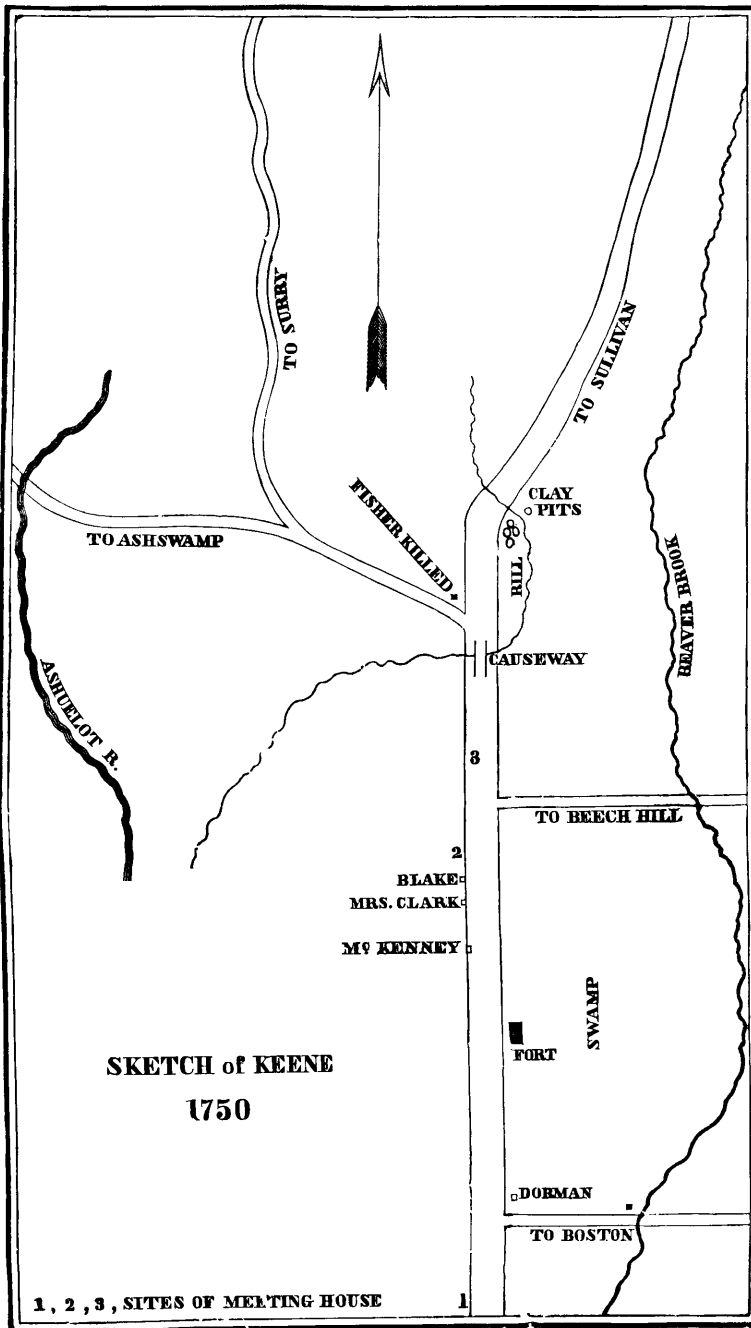 TO SURRY
TO SULLIVAN
CLAY
PITS
FISHER KILLED
TO ASHSWAMP
RILL
BEAVER BROOK
CAUSEWAY
ASHUELOT R.
3
TO BEECH HILL
2
BLAKE
MRS. CLARK
Mc KENNEY
SWAMP
FORT
SKETCH of KEENE
1750
DORMAN
TO BOSTON
1, 2, 3, SITES OF MEETING HOUSE
1